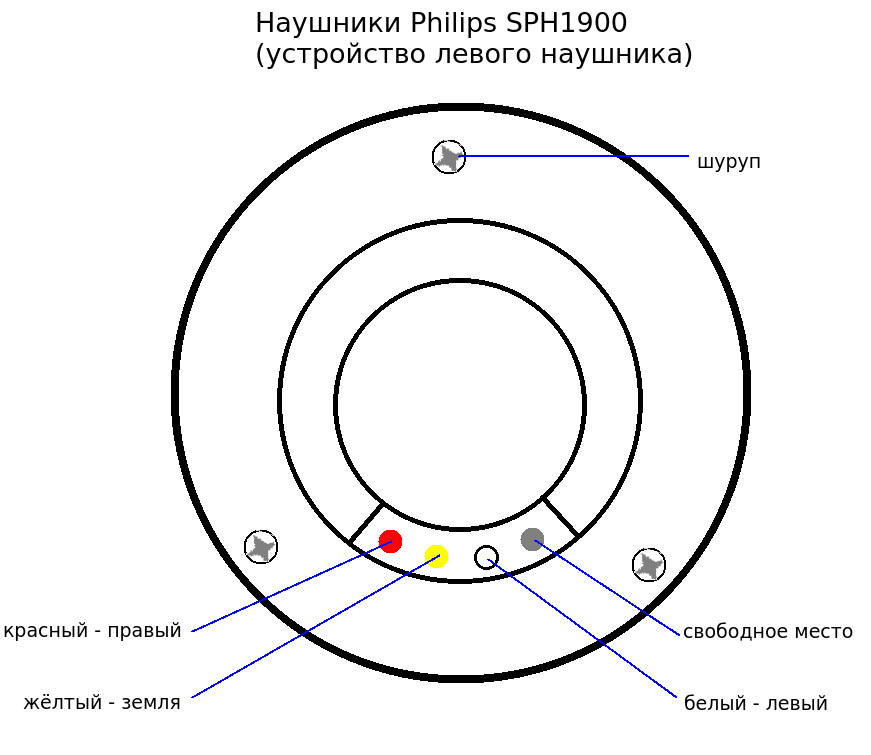 Наушники Philips SPH1900
(устройство левого наушника)
шуруп
красный - правый
свободное место
жёлтый - земля
белый - левый